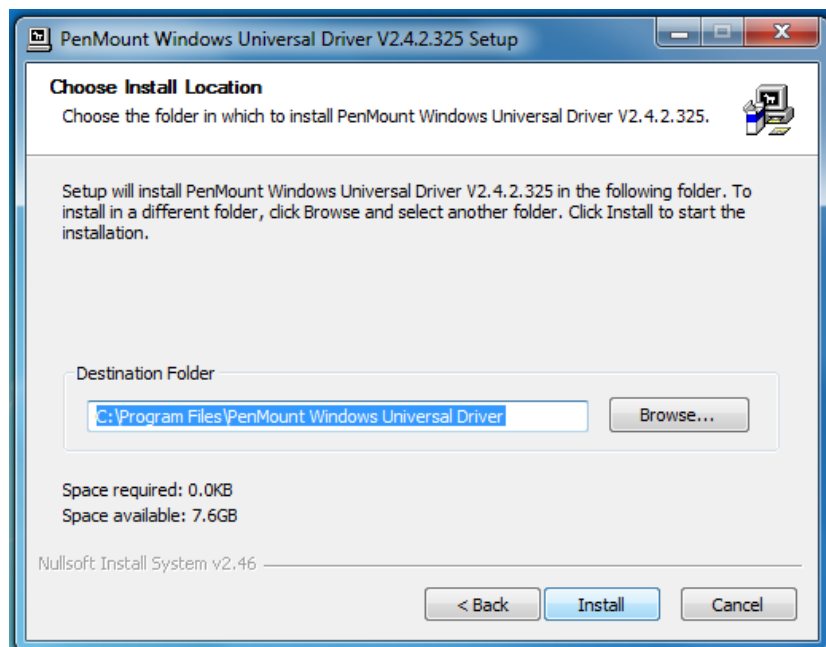 PenMount Windows Universal Driver V2.4.2.325 Setup
Choose Install Location
Choose the folder in which to install PenMount Windows Universal Driver V2.4.2.325.
Setup will install PenMount Windows Universal Driver V2.4.2.325 in the following folder. To
install in a different folder, click Browse and select another folder. Click Install to start the
installation.
Destination Folder
C:\Program Files\PenMount Windows Universal Driver
Browse...
Space required: 0.0KB
Space available: 7.6GB
Nullsoft Install System v2.46
< Back
Install
Cancel